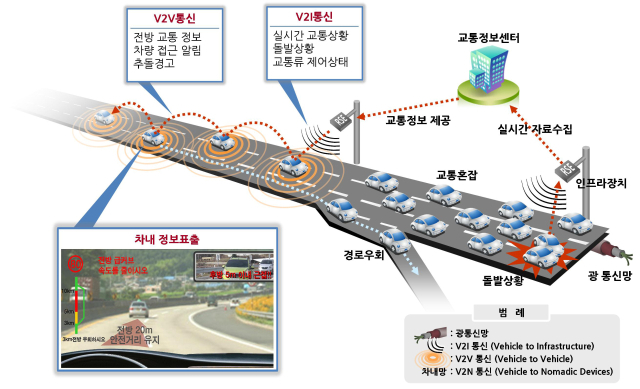 V2V통신
전방 교통 정보
차량 접근 알림
추돌경고
V2I통신
실시간 교통상황
돌발상황
교통류 제어상태
교통정보센터
RSE
교통정보 제공
실시간 자료수집
RSE
인프라장치
교통혼잡
경로우회
돌발상황
광 통신망
차내 정보표출
전방 급커브
속도를 줄이시오
후방 5m이내 근접!!
전방 20m
안전거리 유지
범 례
: 광통신망
: V2I 통신 (Vehicle to Infrastructure)
: V2V 통신 (Vehicle to Vehicle)
차내망 : V2N 통신 (Vehicle to Nomadic Devices)